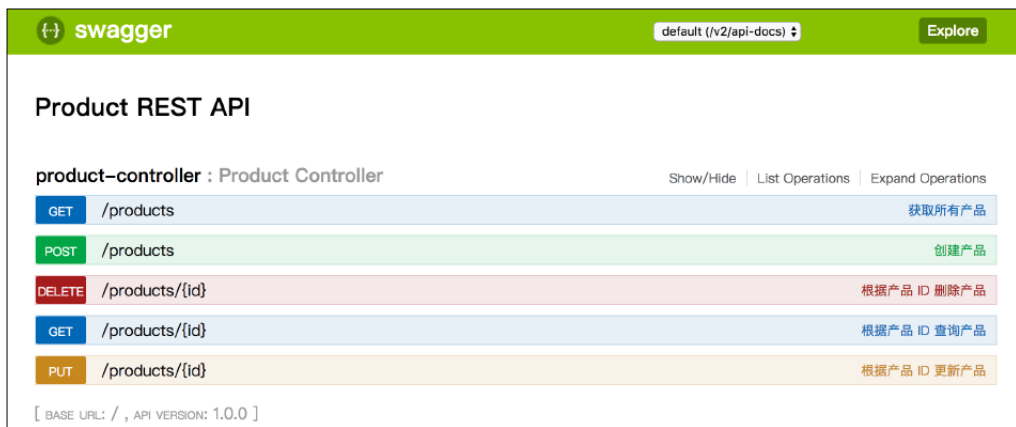 {···} swagger default (/v2/api-docs) Explore
Product REST API
product-controller : Product Controller Show/Hide List Operations Expand Operations
GET /products 获取所有产品
POST /products 创建产品
DELETE /products/{id} 根据产品 ID 删除产品
GET /products/{id} 根据产品 ID 查询产品
PUT /products/{id} 根据产品 ID 更新产品
[ BASE URL: / , API VERSION: 1.0.0 ]